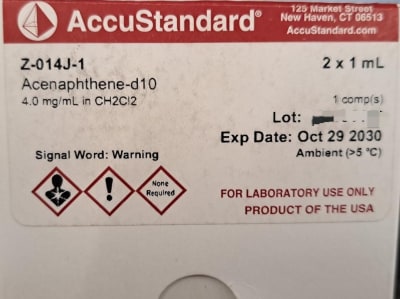 AccuStandard®
125 Market Street
New Haven, CT 06513
AccuStandard.com
Z-014J-1
2 x 1 mL
Acenaphthene-d10
4.0 mg/mL in CH2Cl2
1 comp(s)
Lot:
Exp Date: Oct 29 2030
Ambient (>5 °C)
Signal Word: Warning
None
Required
FOR LABORATORY USE ONLY
PRODUCT OF THE USA